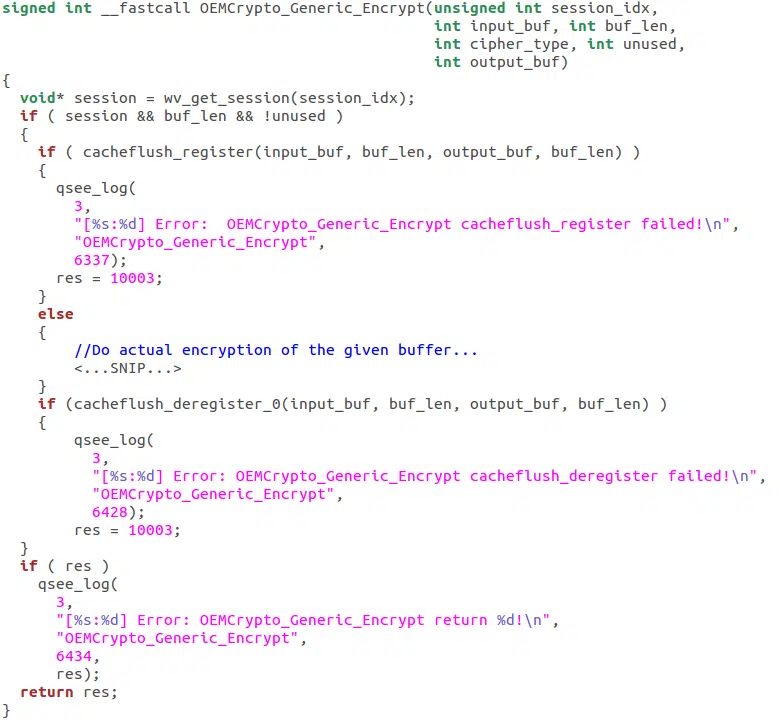 signed int __fastcall OEMCrypto_Generic_Encrypt(unsigned int session_idx,
int input_buf, int buf_len,
int cipher_type, int unused,
int output_buf)
{
void* session = wv_get_session(session_idx);
if ( session && buf_len && !unused )
{
if ( cacheflush_register(input_buf, buf_len, output_buf, buf_len) )
{
qsee_log(
3,
"[%s:%d] Error:  OEMCrypto_Generic_Encrypt cacheflush_register failed!\n",
"OEMCrypto_Generic_Encrypt",
6337);
res = 10003;
}
else
{
//Do actual encryption of the given buffer...
<...SNIP...>
}
if (cacheflush_deregister_0(input_buf, buf_len, output_buf, buf_len) )
{
qsee_log(
3,
"[%s:%d] Error: OEMCrypto_Generic_Encrypt cacheflush_deregister failed!\n",
"OEMCrypto_Generic_Encrypt",
6428);
res = 10003;
}
if ( res )
qsee_log(
3,
"[%s:%d] Error: OEMCrypto_Generic_Encrypt return %d!\n",
"OEMCrypto_Generic_Encrypt",
6434,
res);
return res;
}